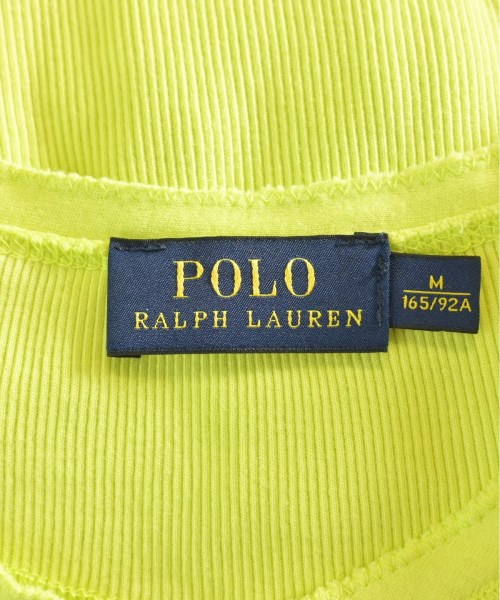 POLO
RALPH LAUREN
M
165/92A